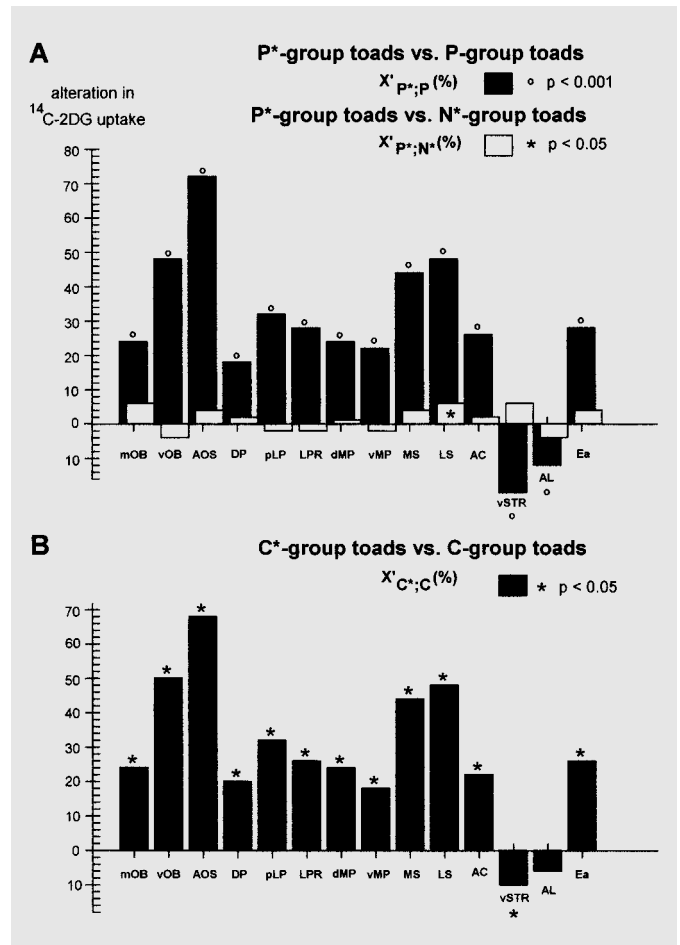 A
P*-group toads vs. P-group toads
X'P*;P(%) ° p < 0.001
alteration in
14C-2DG uptake
P*-group toads vs. N*-group toads
X'P*;N*(%) * p < 0.05
80
70
60
50
40
30
20
10
0
10
° ° ° ° ° ° ° ° ° ° ° °
*
mOB vOB AOS DP pLP LPR dMP vMP MS LS AC vSTR AL Ea
° °
B
C*-group toads vs. C-group toads
X'C*;C(%) * p < 0.05
70
60
50
40
30
20
10
0
10
* * * * * * * * * * * *
mOB vOB AOS DP pLP LPR dMP vMP MS LS AC vSTR AL Ea
*